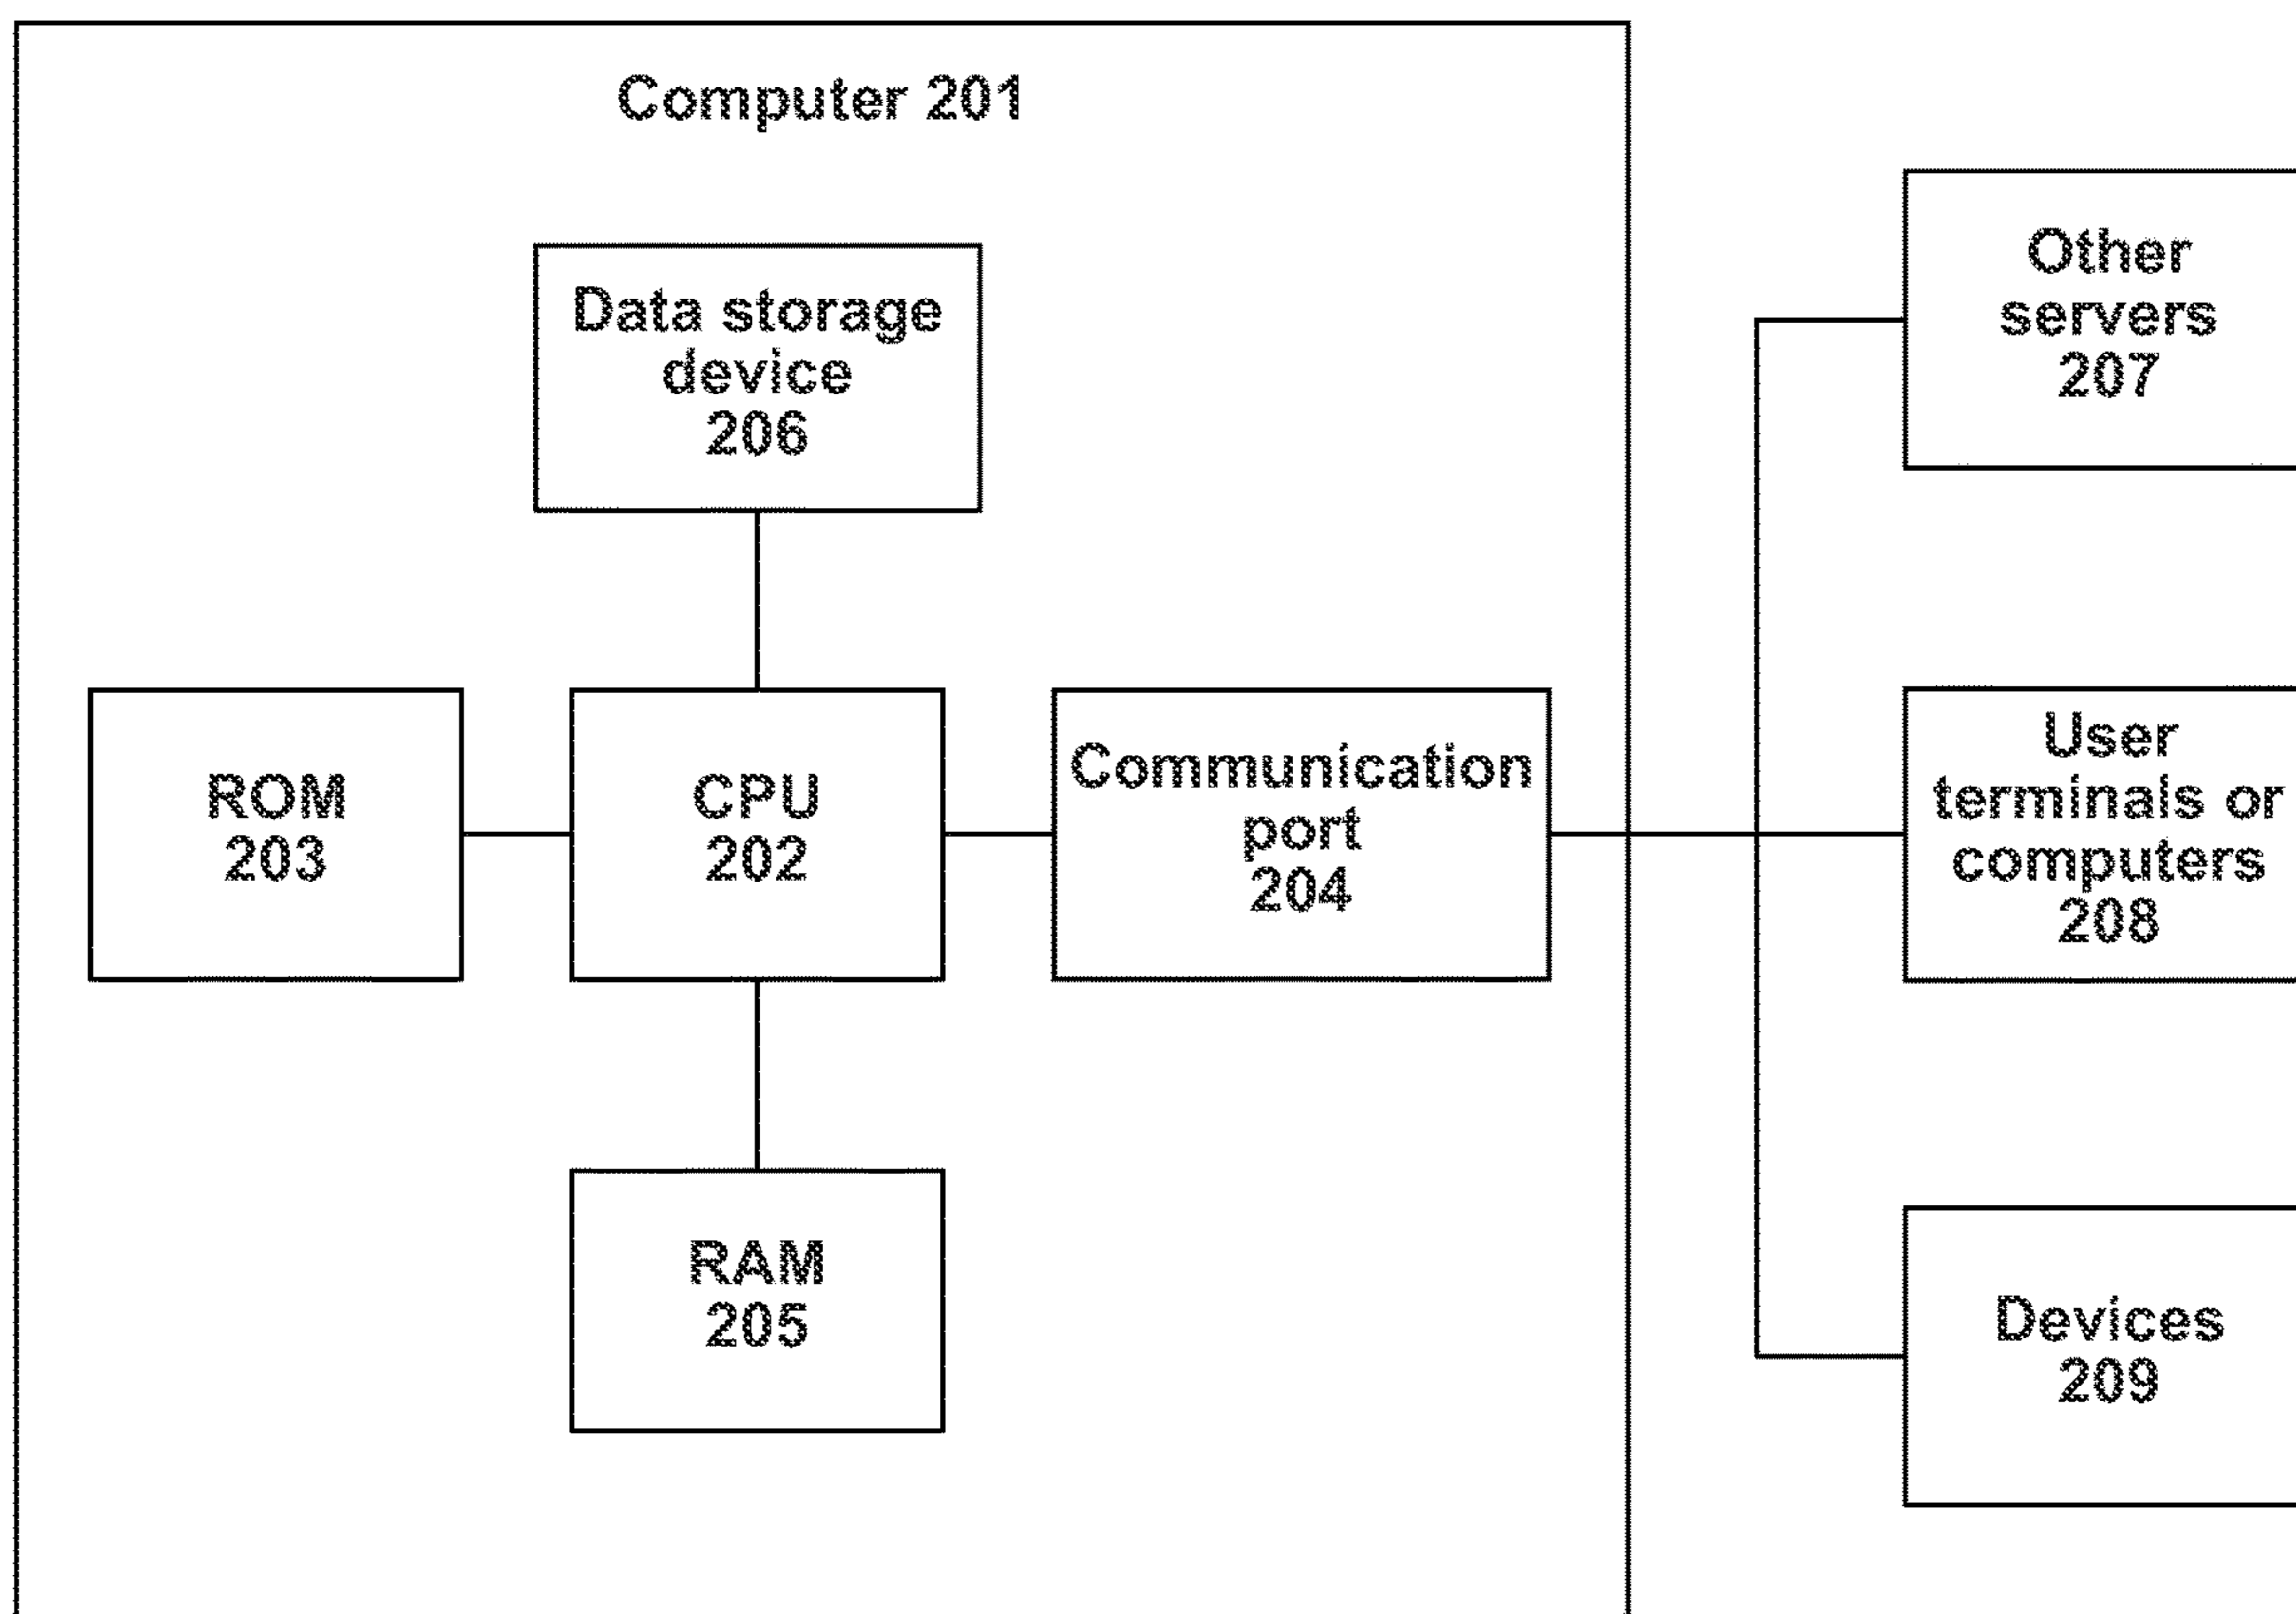 Computer 201
Data storage
device
206
ROM
203
CPU
202
Communication
port
204
RAM
205
Other
servers
207
User
terminals or
computers
208
Devices
209